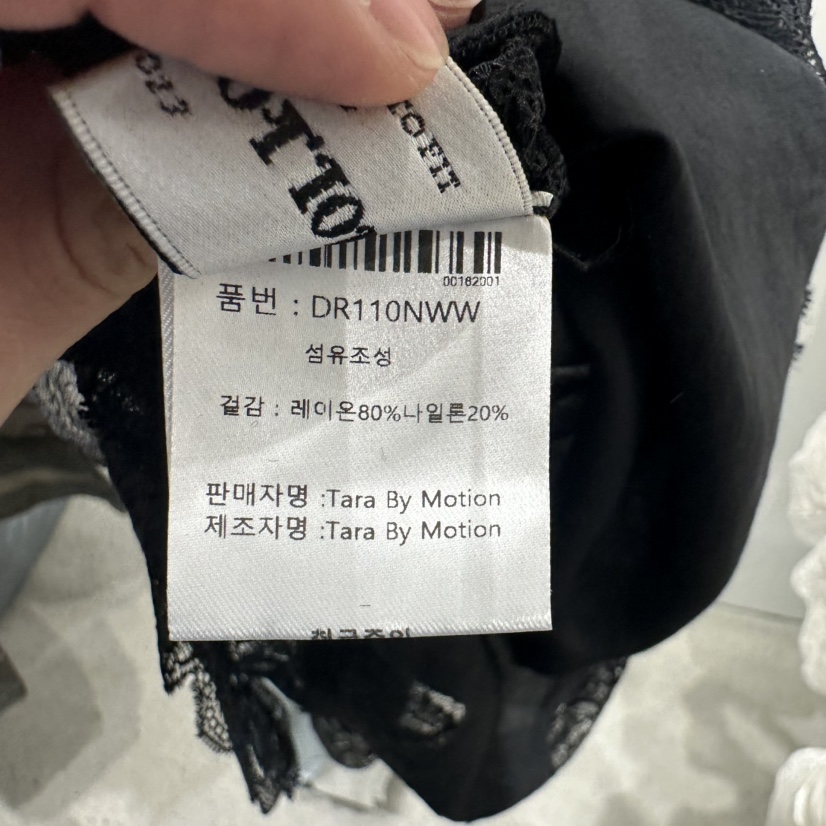 00182001
품번 : DR110NWW
섬유조성
겉감 : 레이온80%나일론20%
판매자명 :Tara By Motion
제조자명 :Tara By Motion